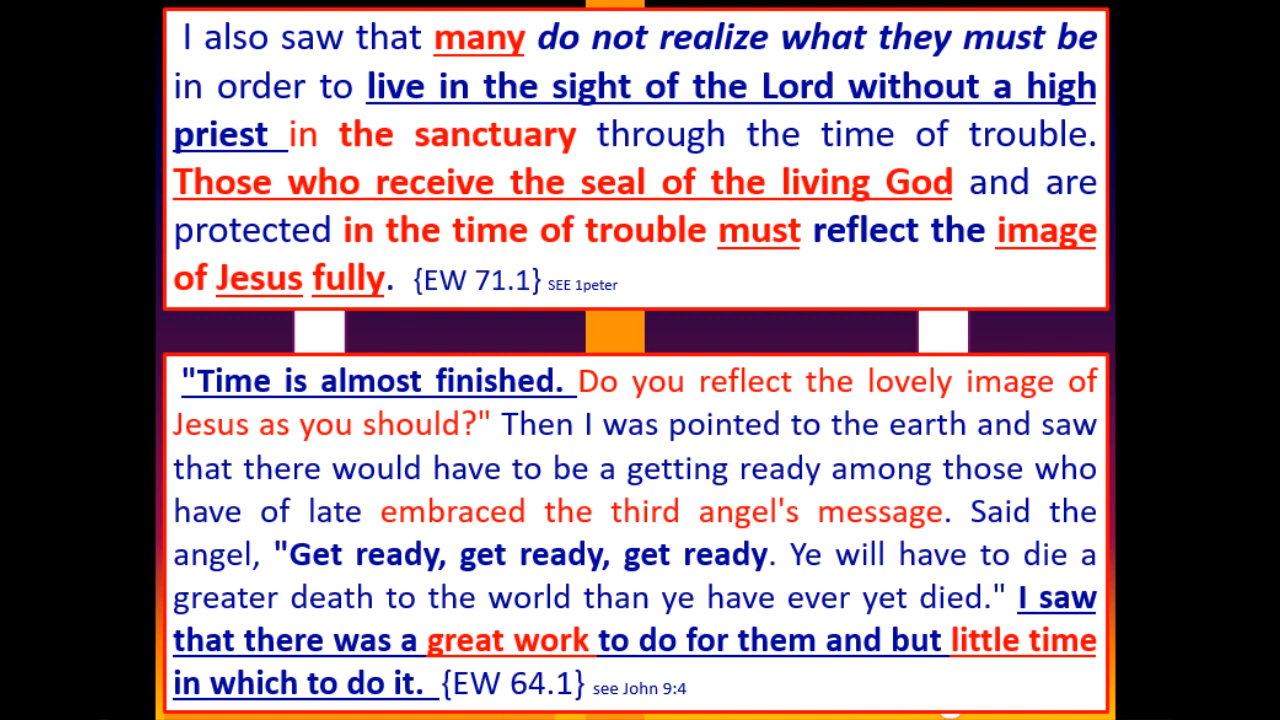 I also saw that many do not realize what they must be
in order to live in the sight of the Lord without a high
priest in the sanctuary through the time of trouble.
Those who receive the seal of the living God and are
protected in the time of trouble must reflect the image
of Jesus fully. {EW 71.1} SEE 1peter
"Time is almost finished. Do you reflect the lovely image of
Jesus as you should?" Then I was pointed to the earth and saw
that there would have to be a getting ready among those who
have of late embraced the third angel's message. Said the
angel, "Get ready, get ready, get ready. Ye will have to die a
greater death to the world than ye have ever yet died." I saw
that there was a great work to do for them and but little time
in which to do it. {EW 64.1} see John 9:4